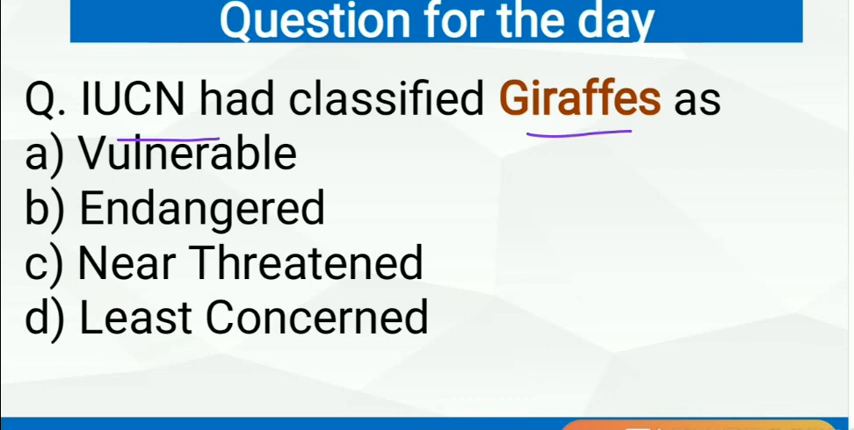 Question for the day
Q. IUCN had classified Giraffes as
a) Vulnerable
b) Endangered
c) Near Threatened
d) Least Concerned